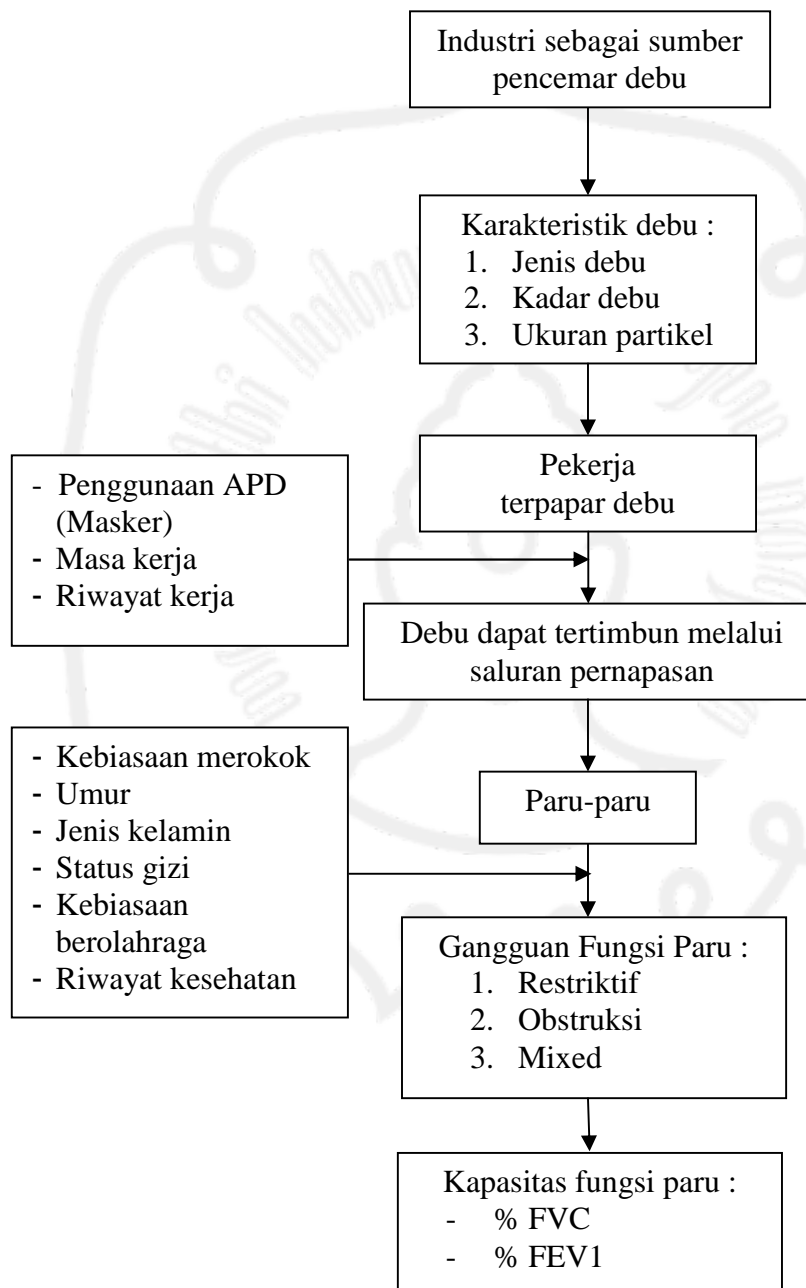 Industri sebagai sumber
pencemar debu
Karakteristik debu :
1. Jenis debu
2. Kadar debu
3. Ukuran partikel
Pekerja
terpapar debu
- Penggunaan APD
(Masker)
- Masa kerja
- Riwayat kerja
Debu dapat tertimbun melalui
saluran pernapasan
Paru-paru
- Kebiasaan merokok
- Umur
- Jenis kelamin
- Status gizi
- Kebiasaan
berolahraga
- Riwayat kesehatan
Gangguan Fungsi Paru :
1. Restriktif
2. Obstruksi
3. Mixed
Kapasitas fungsi paru :
- % FVC
- % FEV1